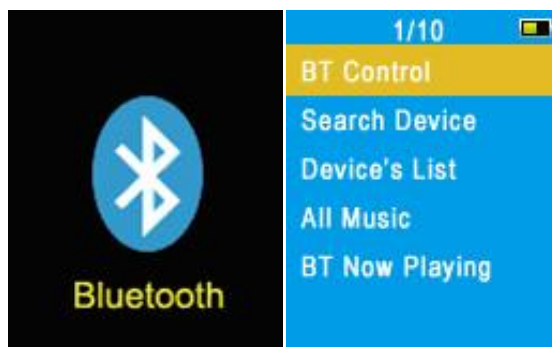 Bluetooth
1/10
BT Control
Search Device
Device's List
All Music
BT Now Playing